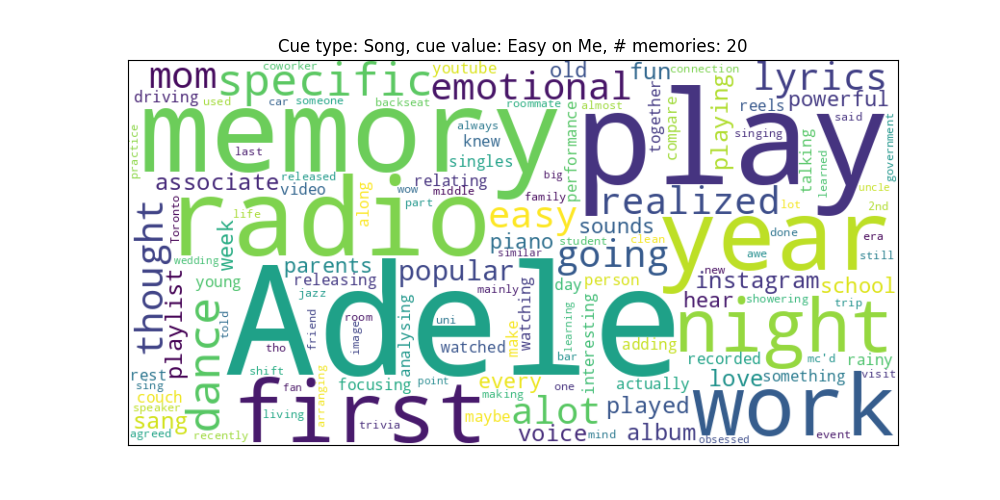 Cue type: Song, cue value: Easy on Me, # memories: 20
mom specific emotional youtube old fun connection lyrics
coworker
driving used car someone backseat roommate almost together compare playing reels powerful
practice memory last always knew singles performance play singing said talking learned government
associate released video along wow relating middle part big family realized lot uncle 2nd
thought Toronto radio life easy sounds year done era
wedding week piano student similar clean going awe still
playlist young parents releasing popular mainly day person new instagram school
dance told jazz Adele analysing uni watching learning interesting hear showering night trip
tho friend image room watched make bar adding recorded mc'd rainy
rest shift fan arranging focusing point every one actually love something visit
sing couch first living making alot played work
speaker sang trivia maybe voice mind album event
agreed recently obsessed